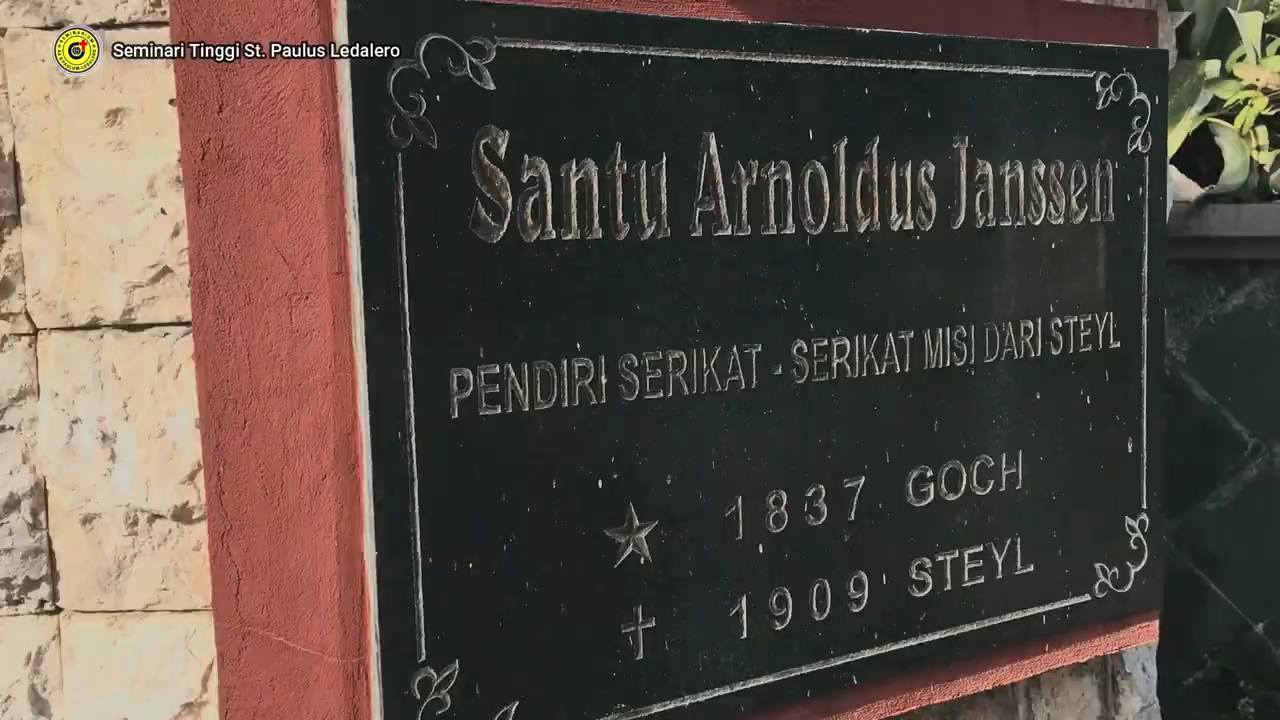 Seminari Tinggi St. Paulus Ledalero
Santu Arnoldus Janssen
PENDIRI SERIKAT - SERIKAT MISI DARI STEYL
1837 GOCH
1909 STEYL